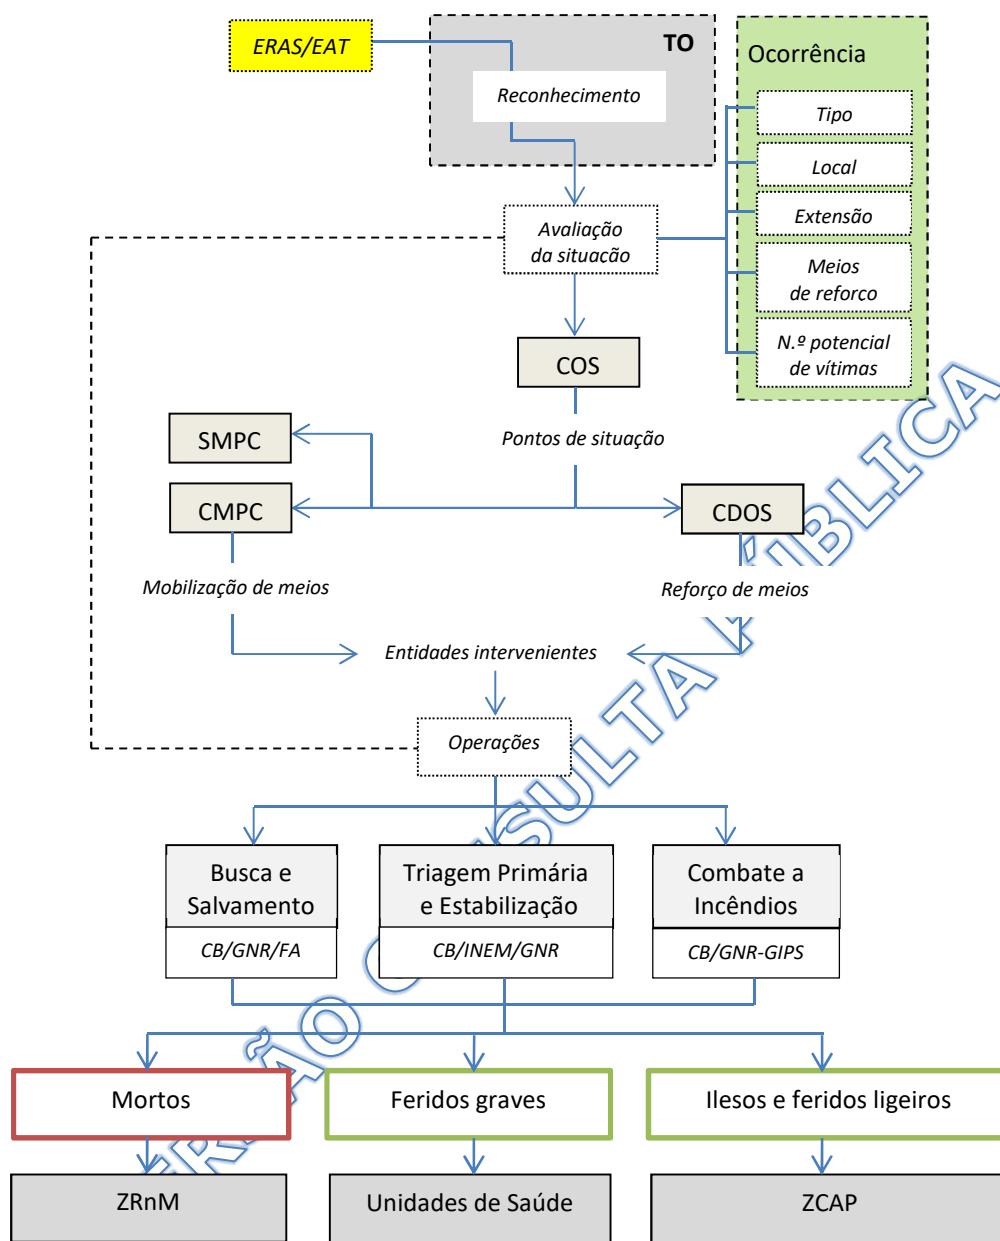 ERAS/EAT
TO
Reconhecimento
Ocorrência
Tipo
Local
Extensão
Meios
de reforço
N.º potencial
de vítimas
Avaliação
da situação
COS
Pontos de situação
SMPC
CMPC
CDOS
Mobilização de meios
Reforço de meios
Entidades intervenientes
Operações
Busca e
Salvamento
CB/GNR/FA
Triagem Primária
e Estabilização
CB/INEM/GNR
Combate a
Incêndios
CB/GNR-GIPS
Mortos
Feridos graves
Ilesos e feridos ligeiros
ZRnM
Unidades de Saúde
ZCAP